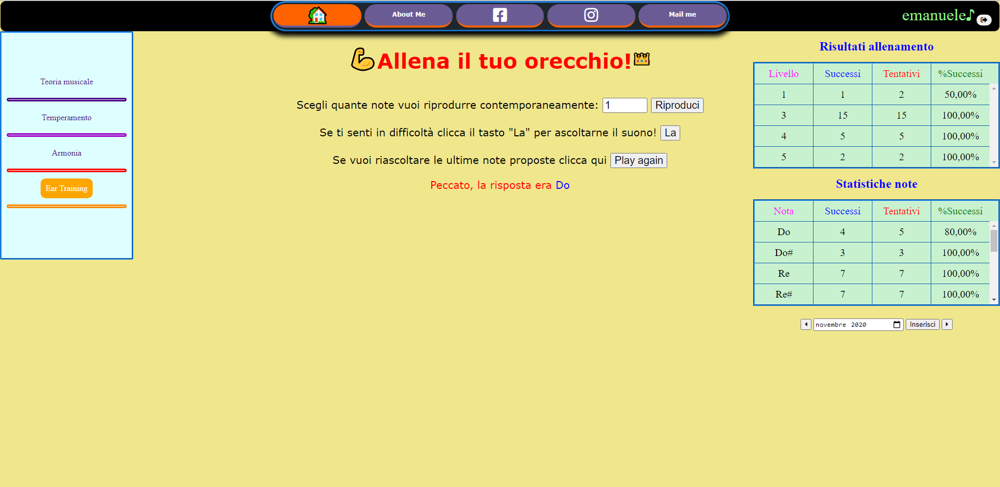 About Me
Mail me
emanuele
Teoria musicale
Temperamento
Armonia
Ear Training
Allena il tuo orecchio!
Scegli quante note vuoi riprodurre contemporaneamente: 1 Riproduci
Se ti senti in difficoltà clicca il tasto "La" per ascoltarne il suono! La
Se vuoi riascoltare le ultime note proposte clicca qui Play again
Peccato, la risposta era Do
Risultati allenamento
Livello Successi Tentativi %Successi
1 1 2 50,00%
3 15 15 100,00%
4 5 5 100,00%
5 2 2 100,00%
Statistiche note
Nota Successi Tentativi %Successi
Do 4 5 80,00%
Do# 3 3 100,00%
Re 7 7 100,00%
Re# 7 7 100,00%
novembre 2020 Inserisci